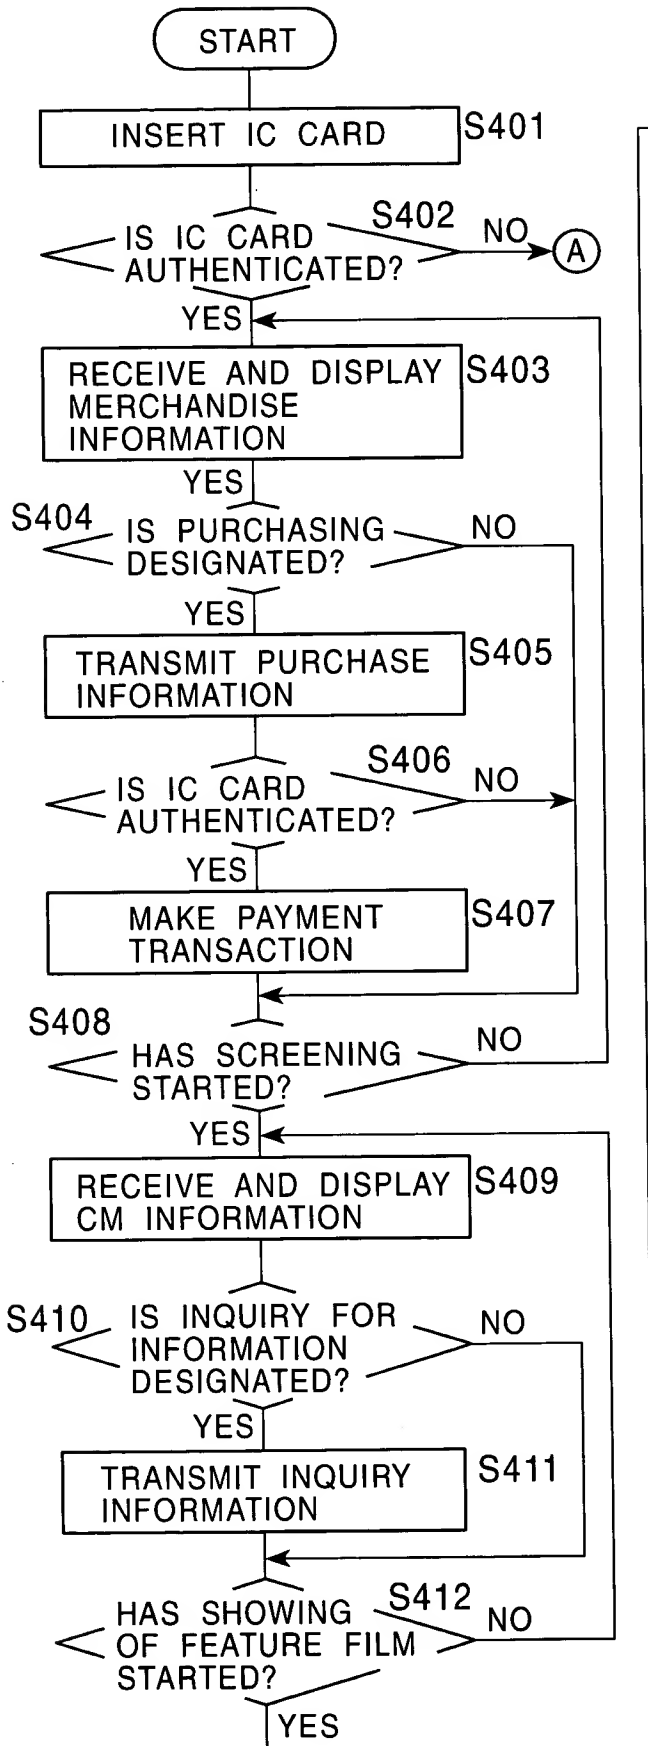 START
INSERT IC CARD
S401
S402
IS IC CARD
AUTHENTICATED?
NO
A
YES
RECEIVE AND DISPLAY
MERCHANDISE
INFORMATION
S403
YES
S404
IS PURCHASING
DESIGNATED?
NO
YES
TRANSMIT PURCHASE
INFORMATION
S405
S406
IS IC CARD
AUTHENTICATED?
NO
YES
MAKE PAYMENT
TRANSACTION
S407
S408
HAS SCREENING
STARTED?
NO
YES
RECEIVE AND DISPLAY
CM INFORMATION
S409
S410
IS INQUIRY FOR
INFORMATION
DESIGNATED?
NO
YES
TRANSMIT INQUIRY
INFORMATION
S411
S412
HAS SHOWING
OF FEATURE FILM
STARTED?
NO
YES